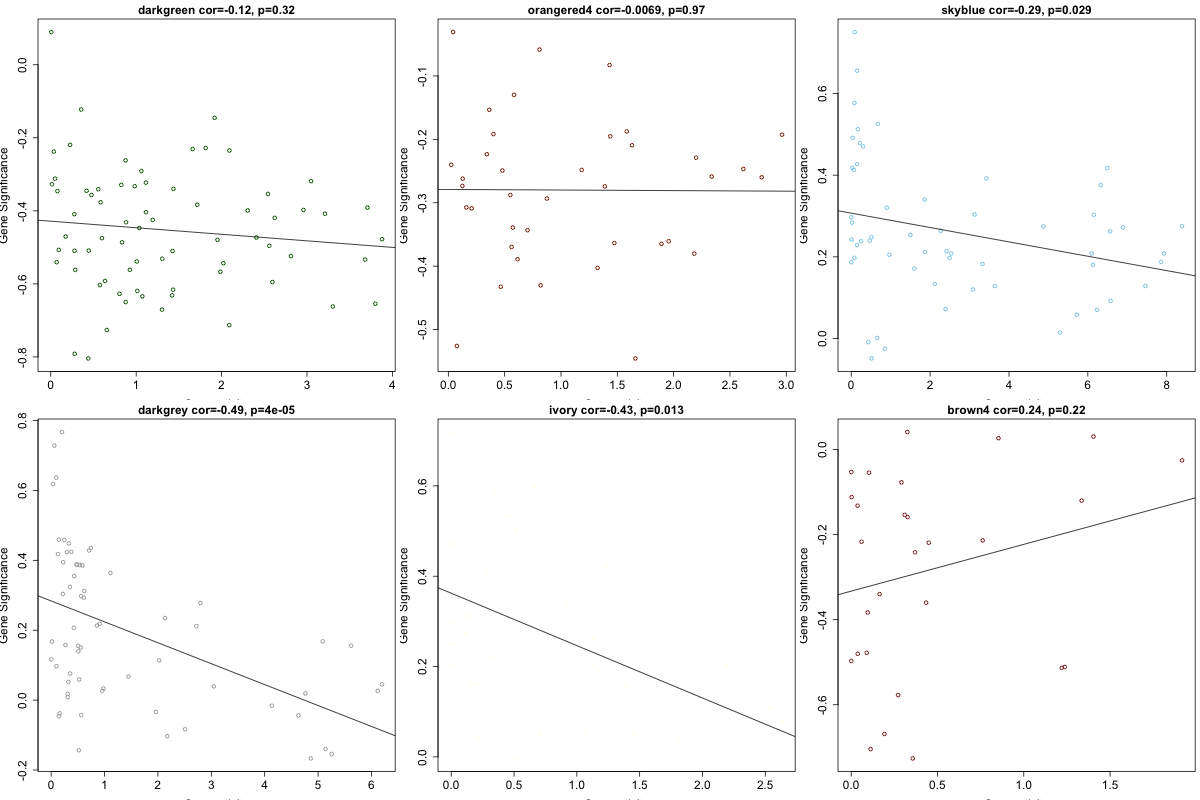 darkgreen cor=-0.12, p=0.32
Gene Significance
0.0
-0.2
-0.4
-0.6
-0.8
0 1 2 3 4
orangered4 cor=-0.0069, p=0.97
Gene Significance
-0.1
-0.2
-0.3
-0.4
-0.5
0.0 0.5 1.0 1.5 2.0 2.5 3.0
skyblue cor=-0.29, p=0.029
Gene Significance
0.6
0.4
0.2
0.0
0 2 4 6 8
darkgrey cor=-0.49, p=4e-05
Gene Significance
0.8
0.6
0.4
0.2
0.0
-0.2
0 1 2 3 4 5 6
ivory cor=-0.43, p=0.013
Gene Significance
0.6
0.4
0.2
0.0
0.0 0.5 1.0 1.5 2.0 2.5
brown4 cor=0.24, p=0.22
Gene Significance
0.0
-0.2
-0.4
-0.6
0.0 0.5 1.0 1.5